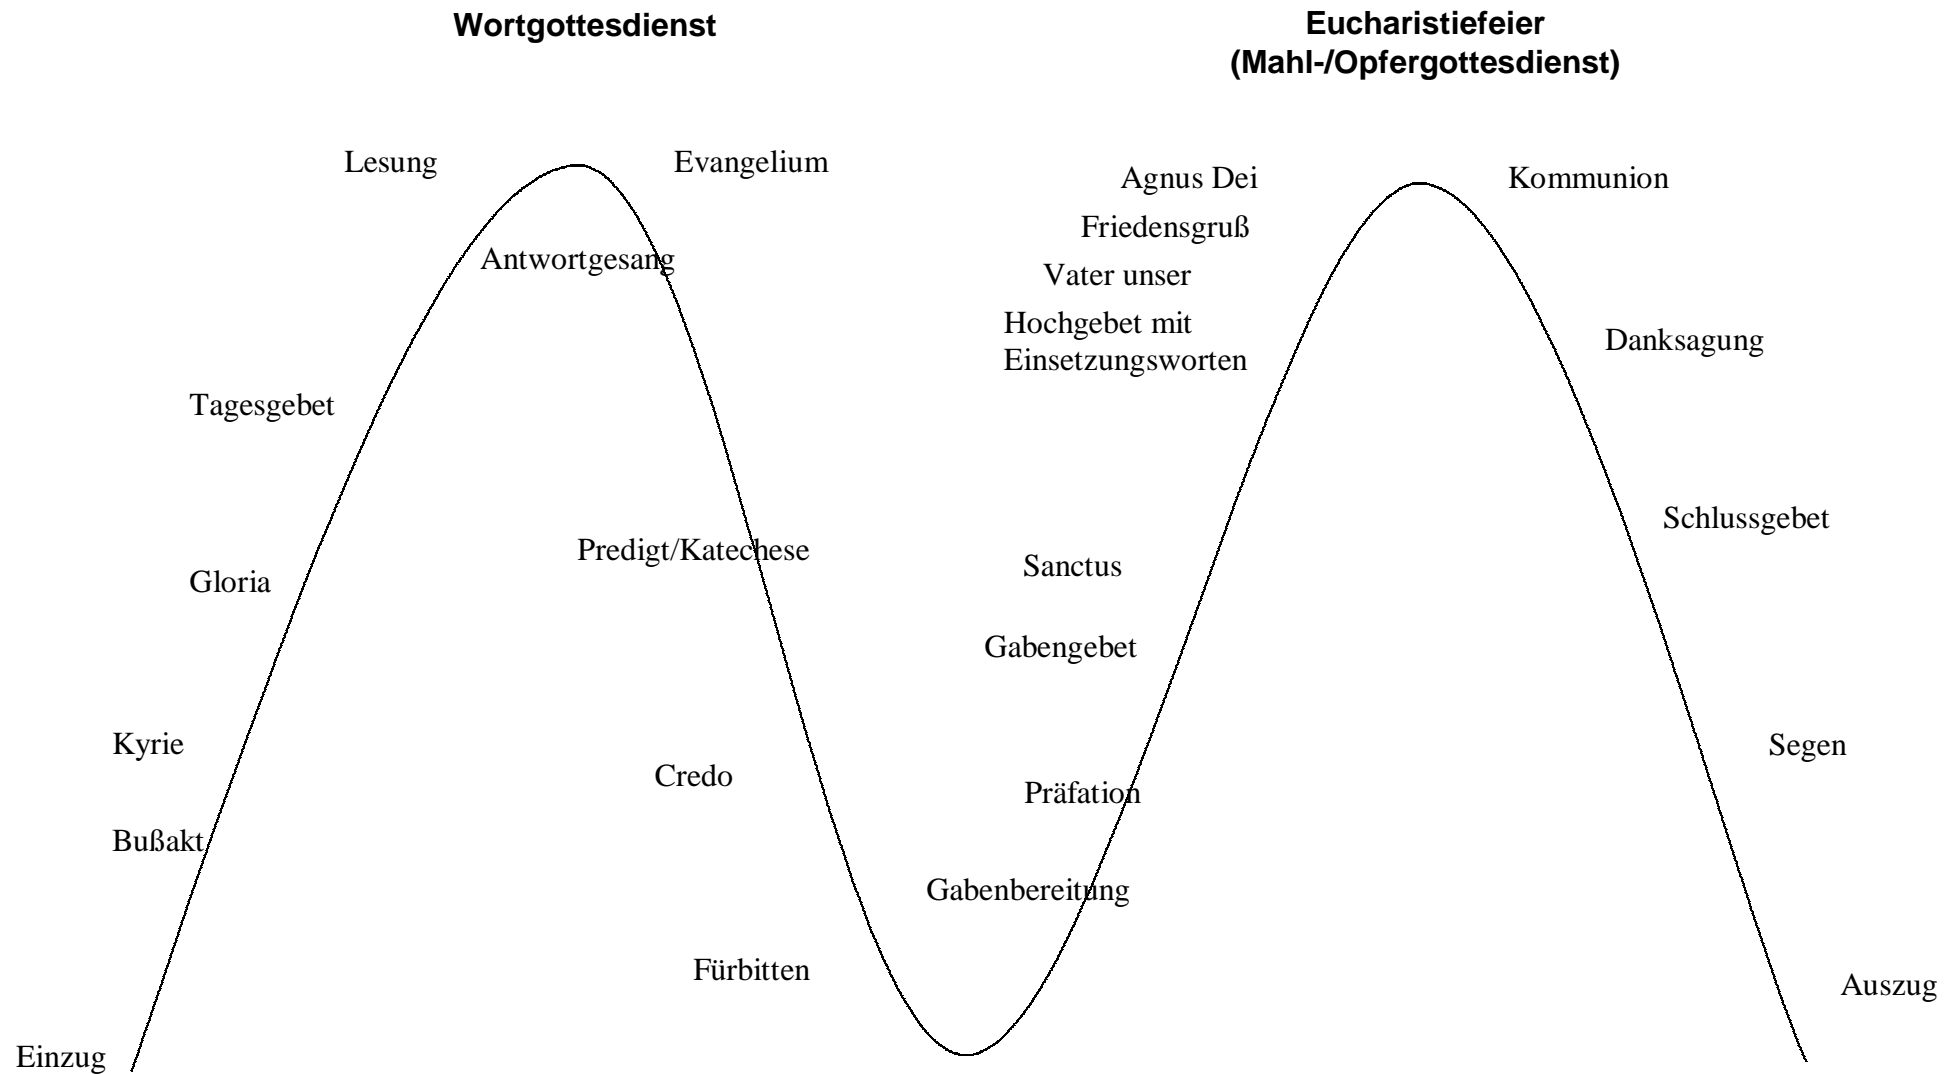 Wortgottesdienst
Eucharistiefeier
(Mahl-/Opfergottesdienst)
Lesung
Evangelium
Antwortgesang
Tagesgebet
Predigt/Katechese
Gloria
Kyrie
Credo
Bußakt
Fürbitten
Einzug
Agnus Dei
Kommunion
Friedensgruß
Vater unser
Hochgebet mit
Einsetzungsworten
Danksagung
Schlussgebet
Sanctus
Gabengebet
Segen
Präfation
Gabenbereitung
Auszug